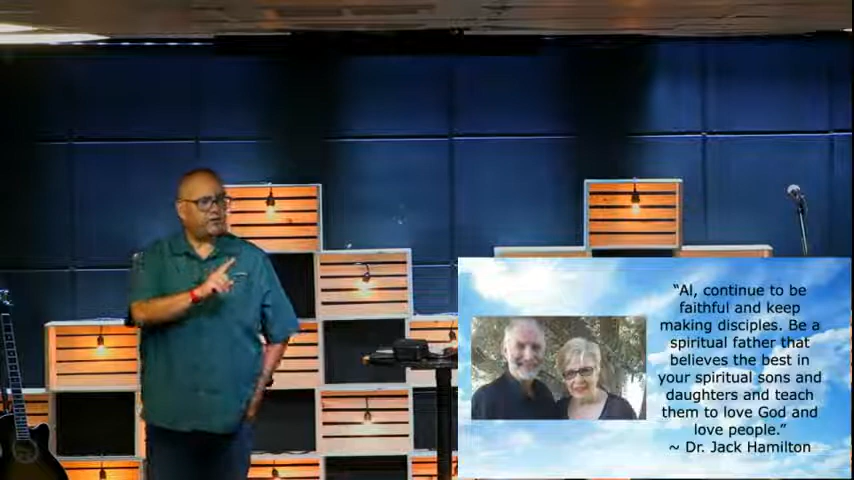 “Al, continue to be
faithful and keep
making disciples. Be a
spiritual father that
believes the best in
your spiritual sons and
daughters and teach
them to love God and
love people.”
~ Dr. Jack Hamilton